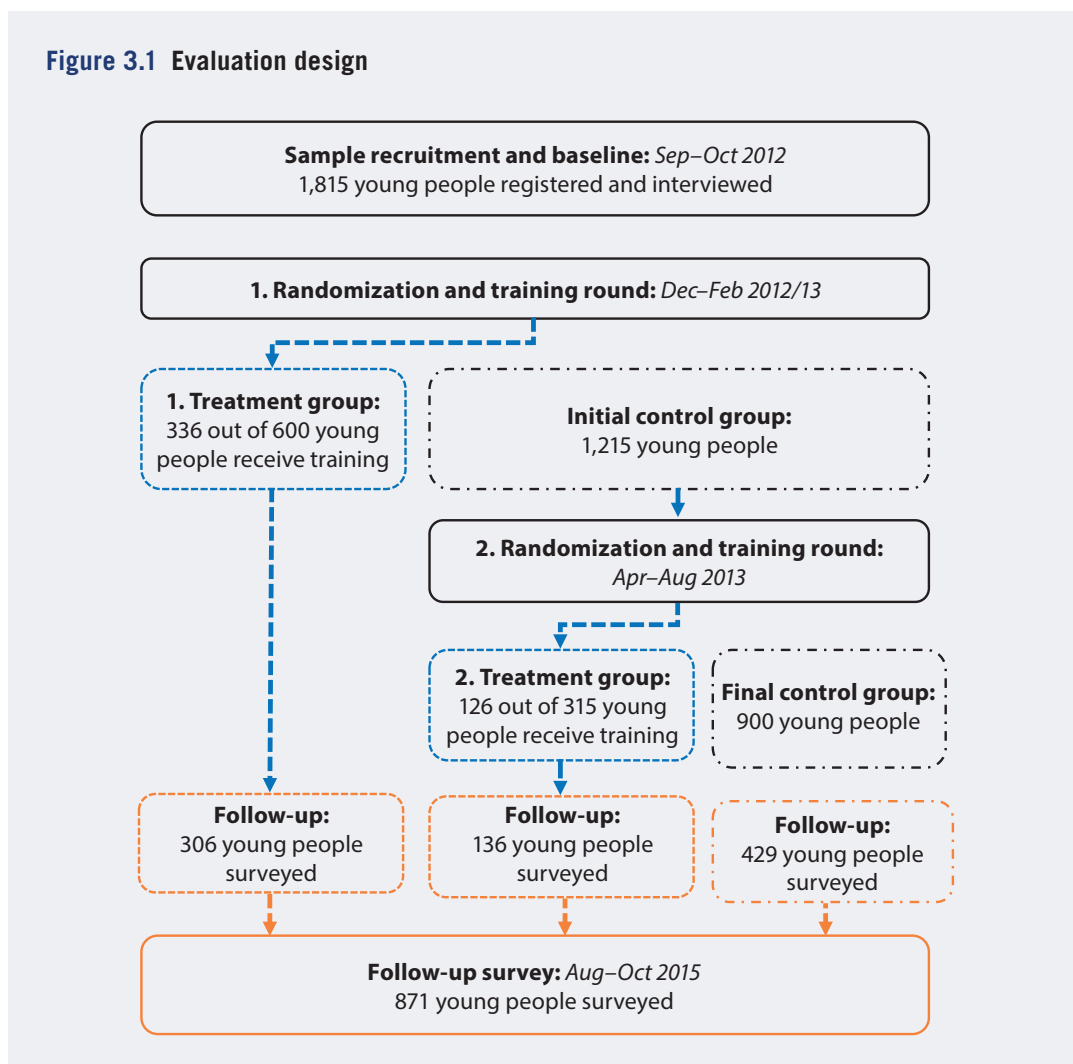 Figure 3.1 Evaluation design
Sample recruitment and baseline: Sep–Oct 2012
1,815 young people registered and interviewed
1. Randomization and training round: Dec–Feb 2012/13
1. Treatment group:
336 out of 600 young
people receive training
Initial control group:
1,215 young people
2. Randomization and training round:
Apr–Aug 2013
2. Treatment group:
126 out of 315 young
people receive training
Final control group:
900 young people
Follow-up:
306 young people
surveyed
Follow-up:
136 young people
surveyed
Follow-up:
429 young people
surveyed
Follow-up survey: Aug–Oct 2015
871 young people surveyed